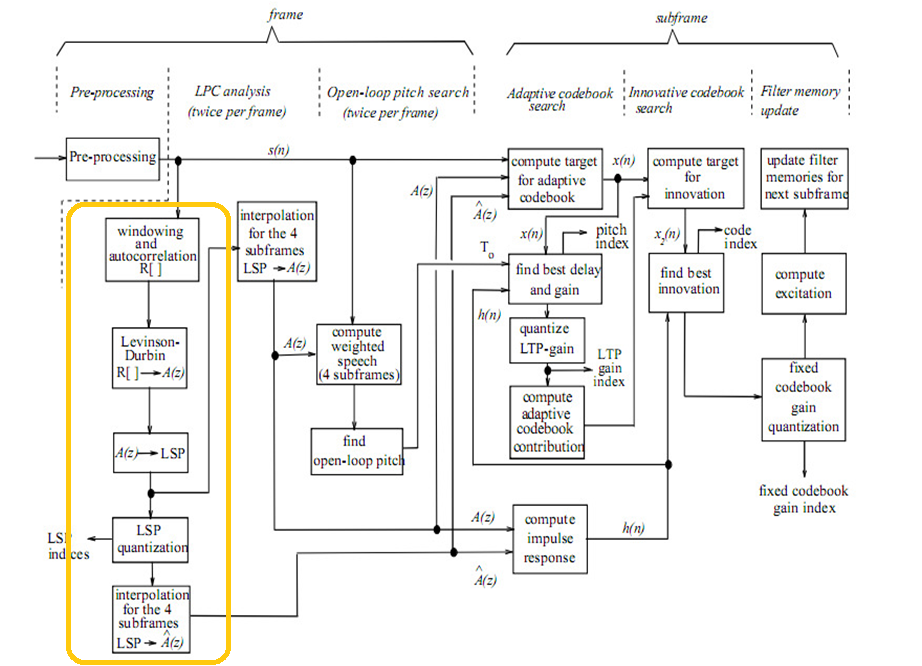 frame
subframe
Pre-processing
LPC analysis
(twice per frame)
Open-loop pitch search
(twice per frame)
Adaptive codebook
search
Innovative codebook
search
Filter memory
update
Pre-processing
s(n)
windowing
and
autocorrelation
R[ ]
Levinson-
Durbin
R[ ] → A(z)
A(z) → LSP
LSP
quantization
LSP
indices
interpolation
for the 4
subframes
LSP → Â(z)
interpolation
for the 4
subframes
LSP → A(z)
A(z)
compute
weighted
speech
(4 subframes)
find
open-loop pitch
T₀
A(z)
Â(z)
compute target
for adaptive
codebook
x(n)
x(n)
pitch
index
find best delay
and gain
h(n)
quantize
LTP-gain
LTP
gain
index
compute
adaptive
codebook
contribution
A(z)
Â(z)
compute
impulse
response
h(n)
compute target
for
innovation
x₂(n)
code
index
find best
innovation
update filter
memories for
next subframe
compute
excitation
fixed
codebook
gain
quantization
fixed codebook
gain index